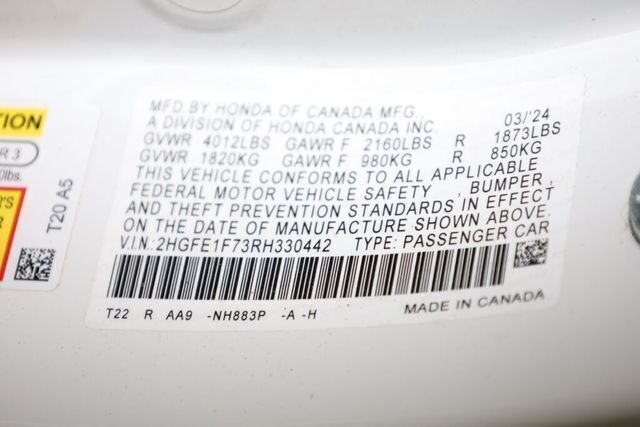 TION
R 3
0lbs.
R'S
T20 A5
MFD BY HONDA OF CANADA MFG.
A DIVISION OF HONDA CANADA INC. 03/'24
GVWR 4012LBS GAWR F 2160LBS R 1873LBS
GVWR 1820KG GAWR F 980KG R 850KG
THIS VEHICLE CONFORMS TO ALL APPLICABLE
FEDERAL MOTOR VEHICLE SAFETY , BUMPER,
AND THEFT PREVENTION STANDARDS IN EFFECT
ON THE DATE OF MANUFACTURE SHOWN ABOVE.
V.I.N.:2HGFE1F73RH330442 TYPE: PASSENGER CAR
T22 R AA9 -NH883P -A -H MADE IN CANADA